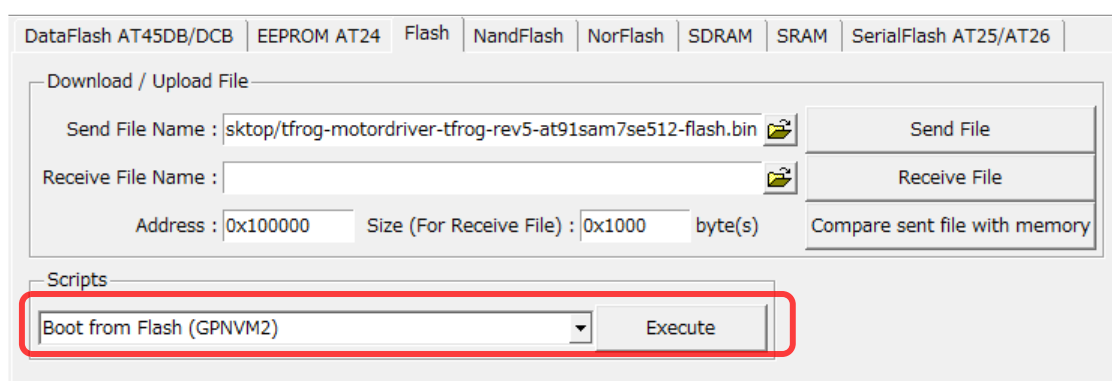 DataFlash AT45DB/DCB EEPROM AT24 Flash NandFlash NorFlash SDRAM SRAM SerialFlash AT25/AT26
Download / Upload File
Send File Name : sktop/tfrog-motordriver-tfrog-rev5-at91sam7se512-flash.bin Send File
Receive File Name : Receive File
Address : 0x100000 Size (For Receive File) : 0x1000 byte(s) Compare sent file with memory
Scripts
Boot from Flash (GPNVM2) Execute